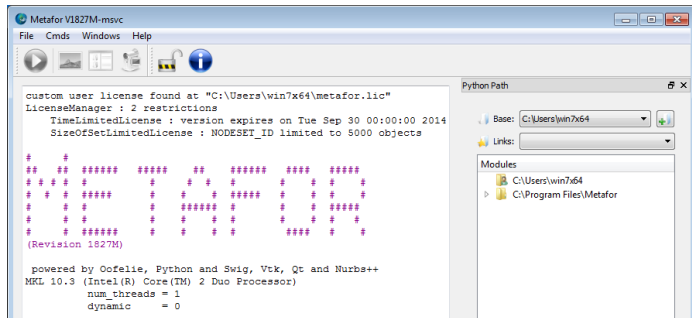 Metafor V1827M-msvc
File Cmds Windows Help
custom user license found at "C:\Users\win7x64\metafor.lic"
LicenseManager : 2 restrictions
TimeLimitedLicense : version expires on Tue Sep 30 00:00:00 2014
SizeOfSetLimitedLicense : NODESET_ID limited to 5000 objects
METAFOR
(Revision 1827M)
powered by Oofelie, Python and Swig, Vtk, Qt and Nurbs++
MKL 10.3 (Intel(R) Core(TM) 2 Duo Processor)
num_threads = 1
dynamic = 0
Python Path
Base: C:\Users\win7x64
Links:
Modules
C:\Users\win7x64
C:\Program Files\Metafor